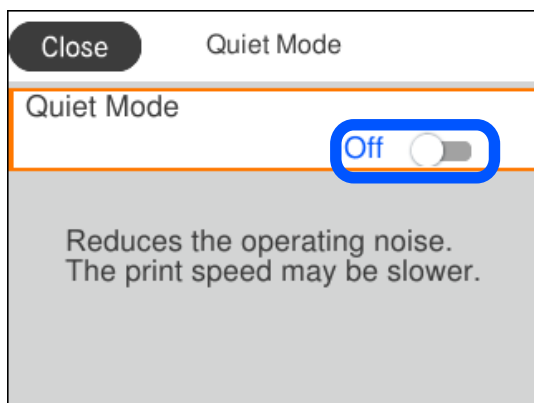 Close Quiet Mode
Quiet Mode
Off
Reduces the operating noise.
The print speed may be slower.